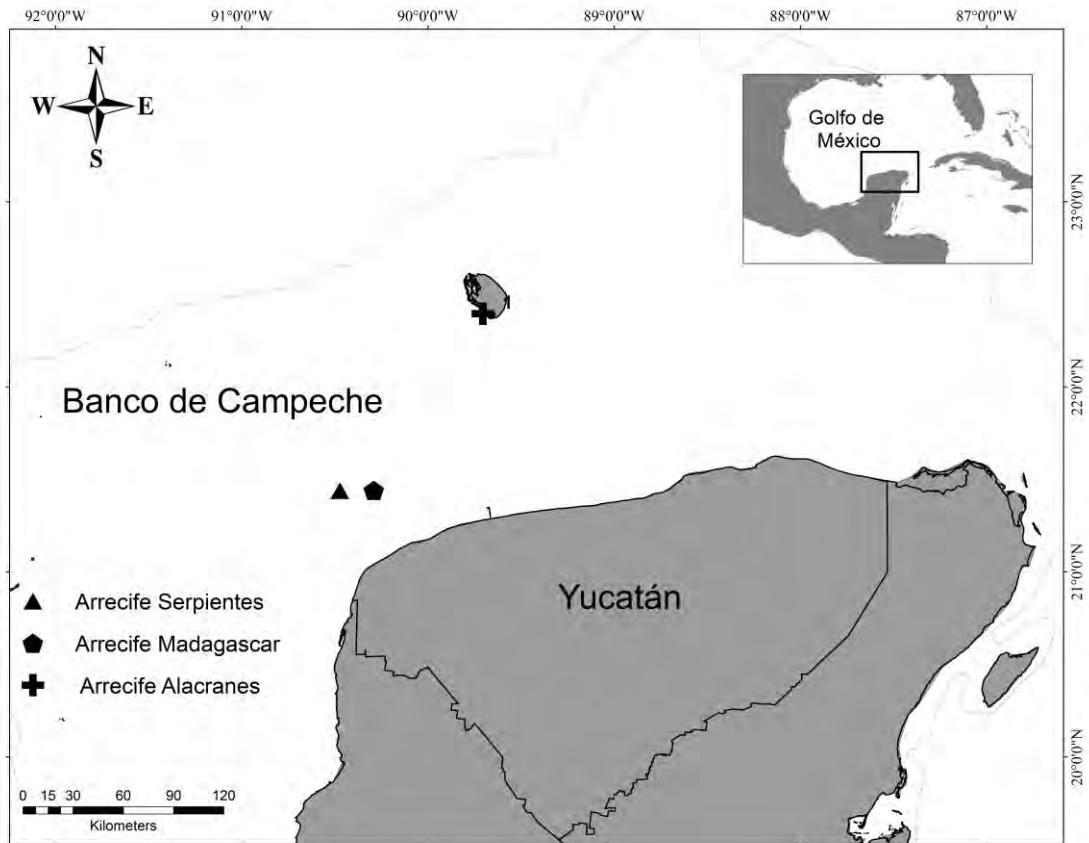 92°0'0"W 91°0'0"W 90°0'0"W 89°0'0"W 88°0'0"W 87°0'0"W
N
W E
S
Golfo de
México
23°0'0"N
22°0'0"N
Banco de Campeche
21°0'0"N
Yucatán
Arrecife Serpientes
Arrecife Madagascar
Arrecife Alacranes
20°0'0"N
0 15 30 60 90 120
Kilometers